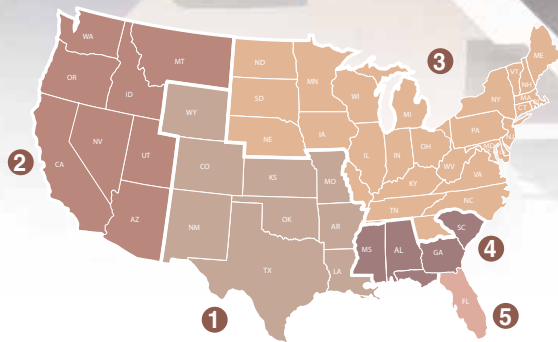 WA
MT
ND
MN
ME
OR
ID
SD
WI
MI
NY
VT
NH
MA
CT
WY
NE
IA
PA
NV
UT
CO
IL
IN
OH
WV
VA
CA
KS
MO
KY
NC
AZ
NM
OK
AR
TN
SC
TX
LA
MS
AL
GA
FL
1
2
3
4
5